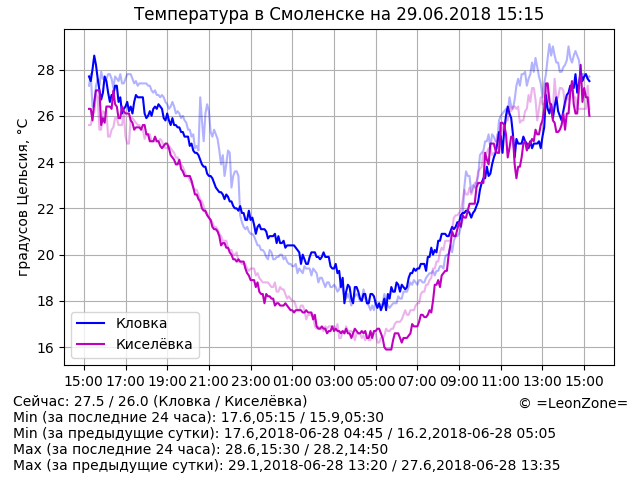 Температура в Смоленске на 29.06.2018 15:15
градусов Цельсия, °C
28
26
24
22
20
18
16
Кловка
Киселёвка
15:00 17:00 19:00 21:00 23:00 01:00 03:00 05:00 07:00 09:00 11:00 13:00 15:00
Сейчас: 27.5 / 26.0 (Кловка / Киселёвка)
© =LeonZone=
Min (за последние 24 часа): 17.6,05:15 / 15.9,05:30
Min (за предыдущие сутки): 17.6,2018-06-28 04:45 / 16.2,2018-06-28 05:05
Max (за последние 24 часа): 28.6,15:30 / 28.2,14:50
Max (за предыдущие сутки): 29.1,2018-06-28 13:20 / 27.6,2018-06-28 13:35